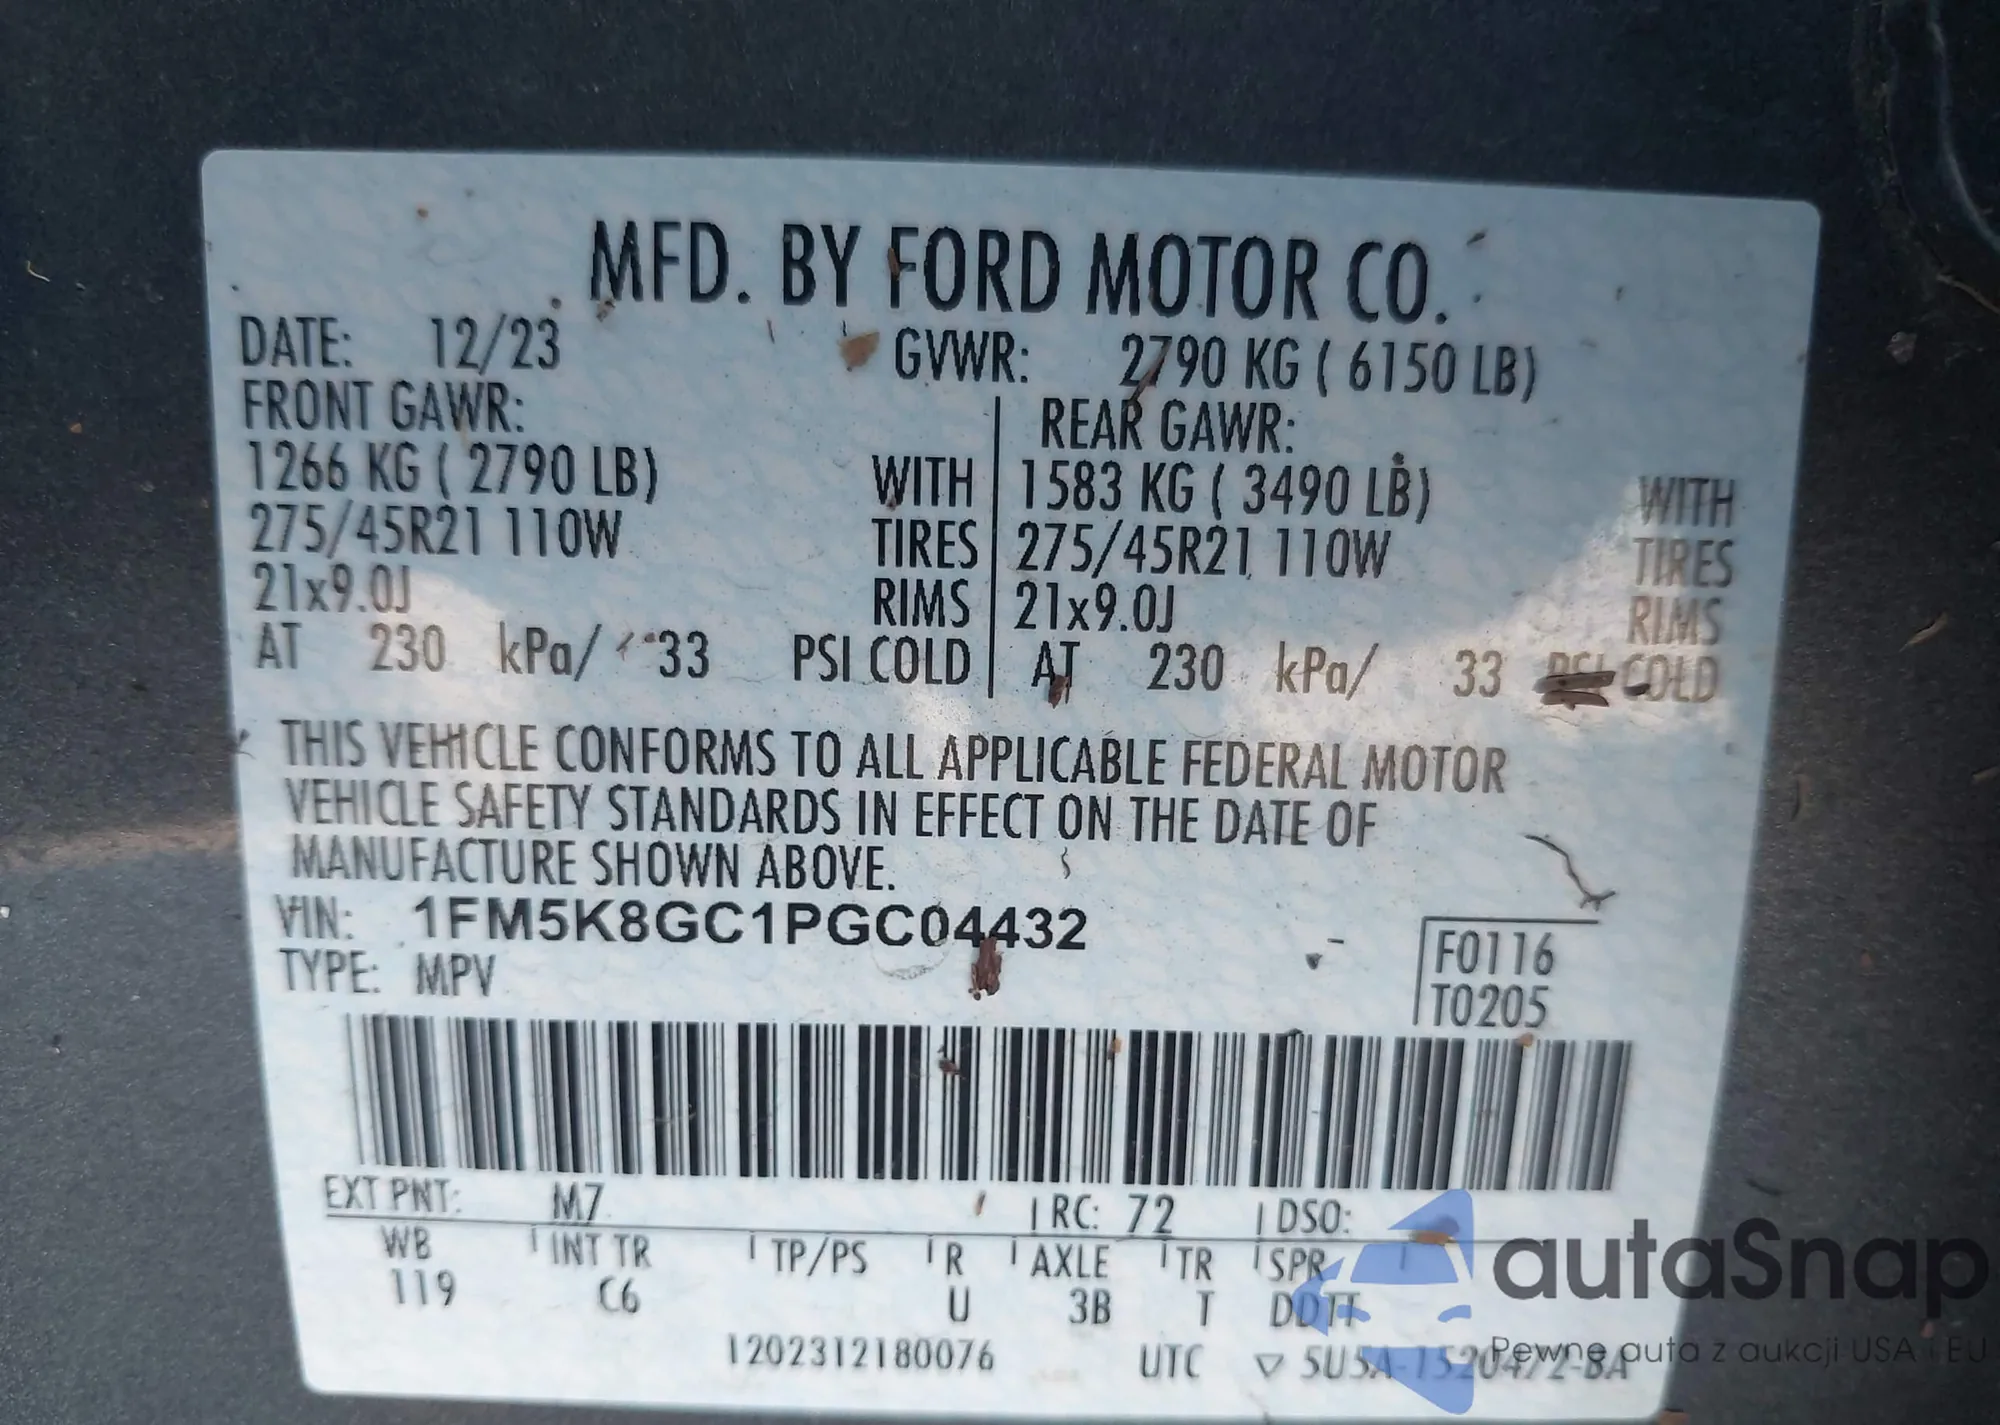 MFD. BY FORD MOTOR CO.
DATE: 12/23 GVWR: 2790 KG ( 6150 LB)
FRONT GAWR: REAR GAWR:
1266 KG ( 2790 LB) WITH 1583 KG ( 3490 LB) WITH
275/45R21 110W TIRES 275/45R21 110W TIRES
21x9.0J RIMS 21x9.0J RIMS
AT 230 kPa/ 33 PSI COLD AT 230 kPa/ 33 PSI COLD
THIS VEHICLE CONFORMS TO ALL APPLICABLE FEDERAL MOTOR
VEHICLE SAFETY STANDARDS IN EFFECT ON THE DATE OF
MANUFACTURE SHOWN ABOVE.
VIN: 1FM5K8GC1PGC04432
TYPE: MPV
F0116
T0205
EXT PNT: M7 RC: 72 DSO:
WB INT TR TP/PS R AXLE TR SPR
119 C6 U 3B T DDTT
1202312180076 UTC ▽ 5U5A-1520472-BA
autaSnap
Pewne auta z aukcji USA i EU